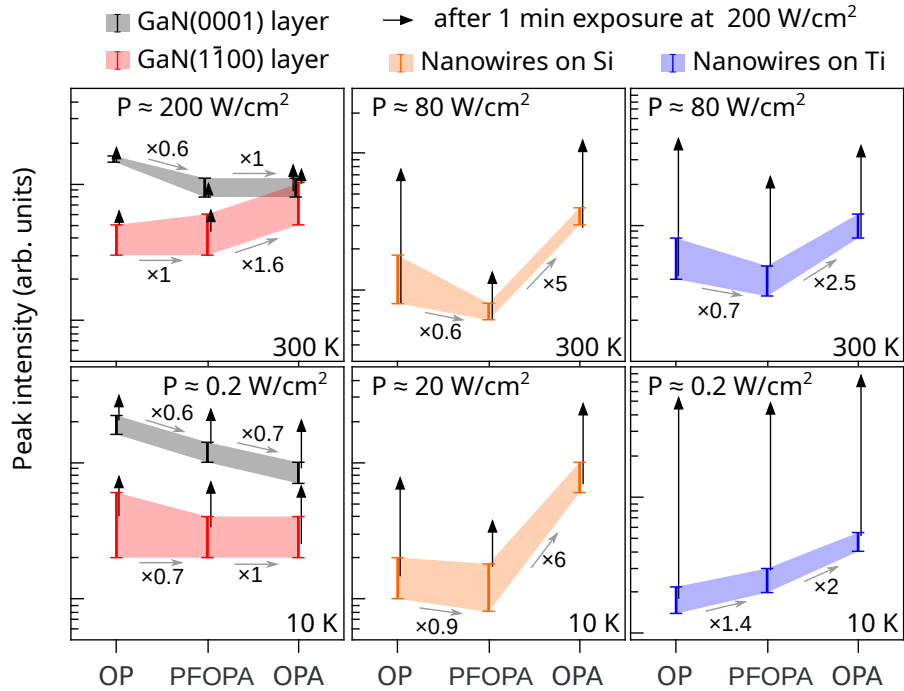 GaN(0001) layer
after 1 min exposure at 200 W/cm²
GaN(11̄00) layer
Nanowires on Si
Nanowires on Ti
Peak intensity (arb. units)
P ≈ 200 W/cm²
×0.6
×1
×1
×1.6
300 K
P ≈ 80 W/cm²
×0.6
×5
300 K
P ≈ 80 W/cm²
×0.7
×2.5
300 K
P ≈ 0.2 W/cm²
×0.6
×0.7
×0.7
×1
10 K
P ≈ 20 W/cm²
×0.9
×6
10 K
P ≈ 0.2 W/cm²
×1.4
×2
10 K
OP PFOPA OPA
OP PFOPA OPA
OP PFOPA OPA